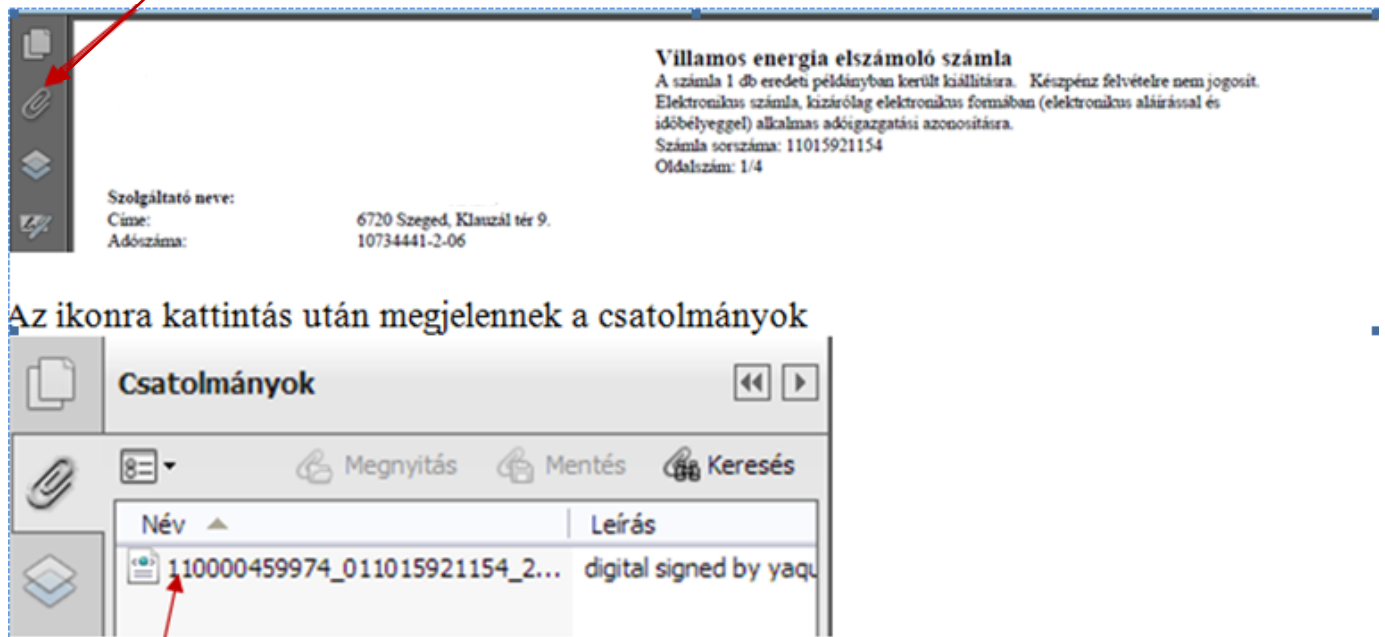 Villamos energia elszámoló számla
A számla 1 db eredeti példányban került kiállításra. Készpénz felvételre nem jogosít.
Elektronikus számla, kizárólag elektronikus formában (elektronikus aláírással és
időbélyeggel) alkalmas adóigazgatási azonosításra.
Számla sorszáma: 11015921154
Oldalszám: 1/4
Szolgáltató neve:
Címe: 6720 Szeged, Klauzál tér 9.
Adószáma: 10734441-2-06
Az ikonra kattintás után megjelennek a csatolmányok
Csatolmányok
Megnyitás Mentés Keresés
Név Leírás
110000459974_011015921154_2... digital signed by yaqu